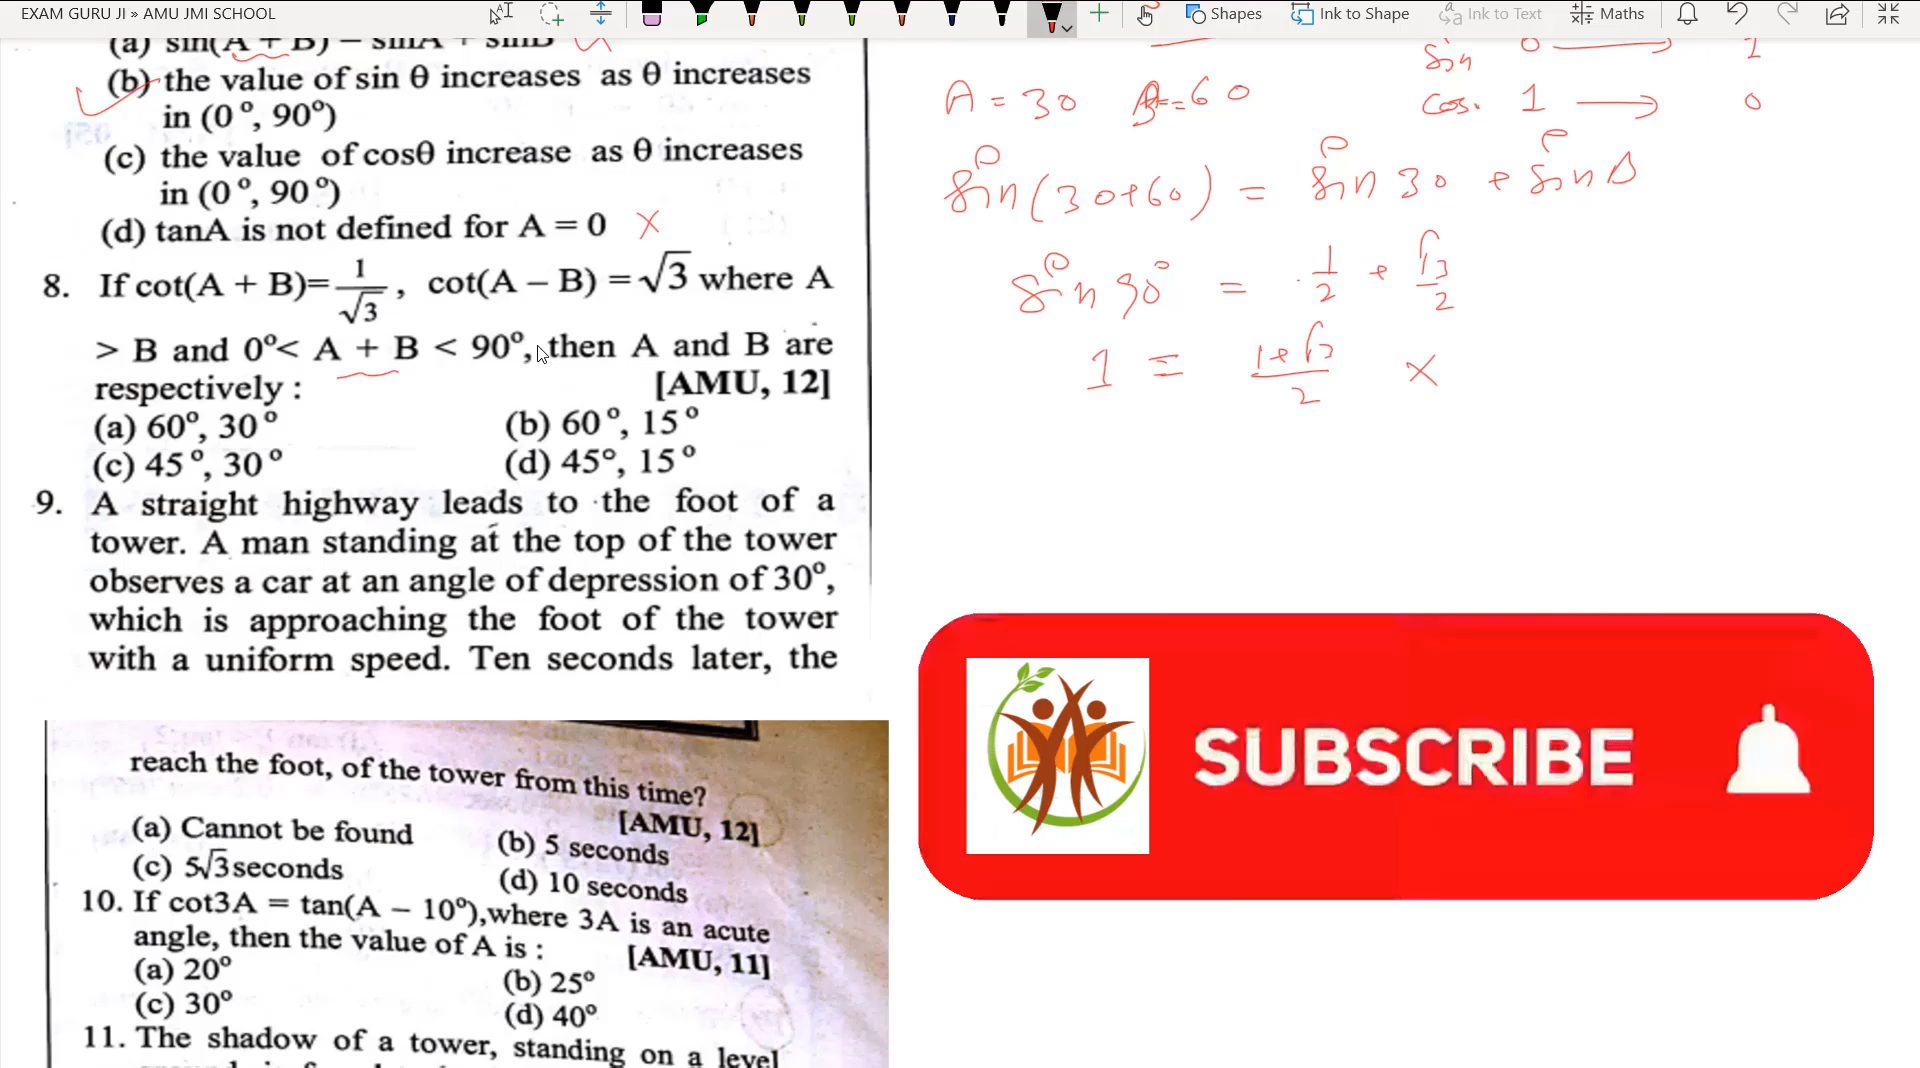 EXAM GURU JI » AMU JMI SCHOOL
Shapes
Ink to Shape
Ink to Text
Maths
(a) sin(A + B) = sinA + sinB
(b) the value of sin θ increases as θ increases
in (0°, 90°)
(c) the value of cosθ increase as θ increases
in (0°, 90°)
(d) tanA is not defined for A = 0 X
8. If cot(A + B)= 1/√3, cot(A – B) = √3 where A
> B and 0°< A + B < 90°, then A and B are
respectively : [AMU, 12]
(a) 60°, 30° (b) 60°, 15°
(c) 45°, 30° (d) 45°, 15°
9. A straight highway leads to the foot of a
tower. A man standing at the top of the tower
observes a car at an angle of depression of 30°,
which is approaching the foot of the tower
with a uniform speed. Ten seconds later, the
reach the foot, of the tower from this time?
[AMU, 12]
(a) Cannot be found (b) 5 seconds
(c) 5√3 seconds (d) 10 seconds
10. If cot3A = tan(A – 10°),where 3A is an acute
angle, then the value of A is : [AMU, 11]
(a) 20° (b) 25°
(c) 30° (d) 40°
11. The shadow of a tower, standing on a level
sin 0 → 1
A = 30 B = 60 cos. 1 → 0
sin(30+60) = sin 30 + sin B
sin 90° = 1/2 + √3/2
1 = 1+√3/2 X
SUBSCRIBE